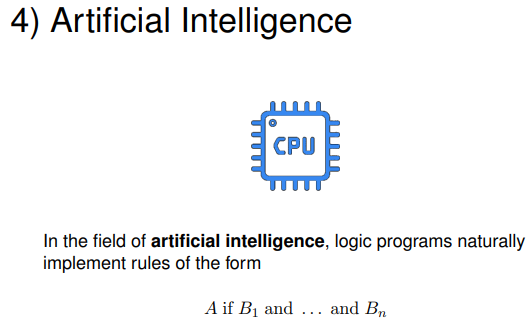 4) Artificial Intelligence
CPU
In the field of artificial intelligence, logic programs naturally
implement rules of the form
A if B₁ and … and Bₙ